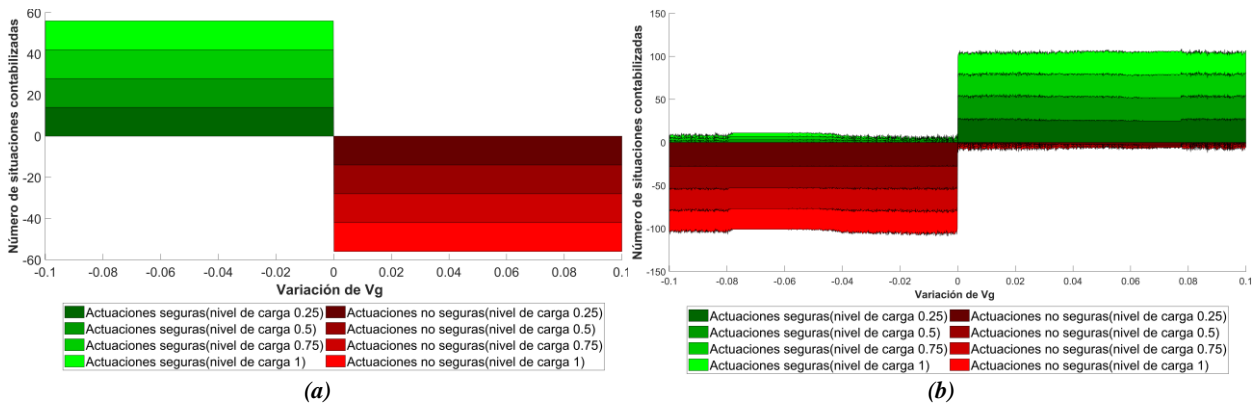 Número de situaciones contabilizadas
60
40
20
0
-20
-40
-60
-0.1 -0.08 -0.06 -0.04 -0.02 0 0.02 0.04 0.06 0.08 0.1
Variación de Vg
Actuaciones seguras(nivel de carga 0.25) Actuaciones no seguras(nivel de carga 0.25)
Actuaciones seguras(nivel de carga 0.5) Actuaciones no seguras(nivel de carga 0.5)
Actuaciones seguras(nivel de carga 0.75) Actuaciones no seguras(nivel de carga 0.75)
Actuaciones seguras(nivel de carga 1) Actuaciones no seguras(nivel de carga 1)
(a)
Número de situaciones contabilizadas
150
100
50
0
-50
-100
-150
-0.1 -0.08 -0.06 -0.04 -0.02 0 0.02 0.04 0.06 0.08 0.1
Variación de Vg
Actuaciones seguras(nivel de carga 0.25) Actuaciones no seguras(nivel de carga 0.25)
Actuaciones seguras(nivel de carga 0.5) Actuaciones no seguras(nivel de carga 0.5)
Actuaciones seguras(nivel de carga 0.75) Actuaciones no seguras(nivel de carga 0.75)
Actuaciones seguras(nivel de carga 1) Actuaciones no seguras(nivel de carga 1)
(b)